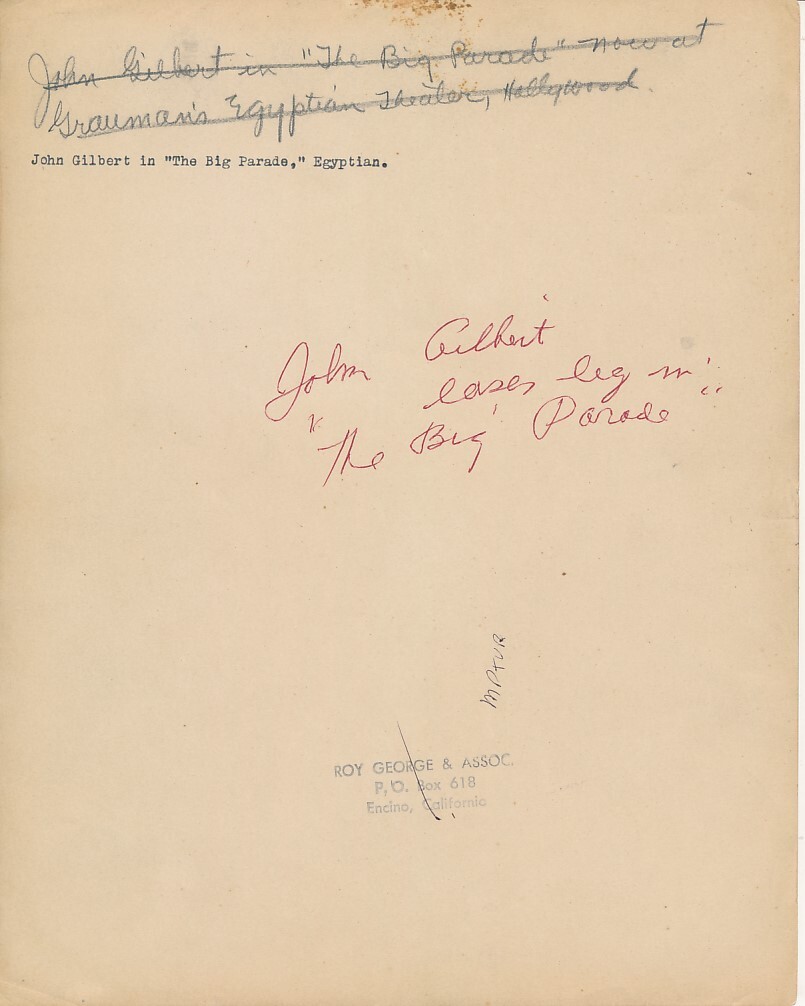 John Gilbert in "The Big Parade" now at
Grauman's Egyptian Theater, Hollywood.
John Gilbert in "The Big Parade," Egyptian.
John Gilbert
loses leg in
"The Big Parade"
MPTVR
ROY GEORGE & ASSOC.
P.O. Box 618
Encino, California